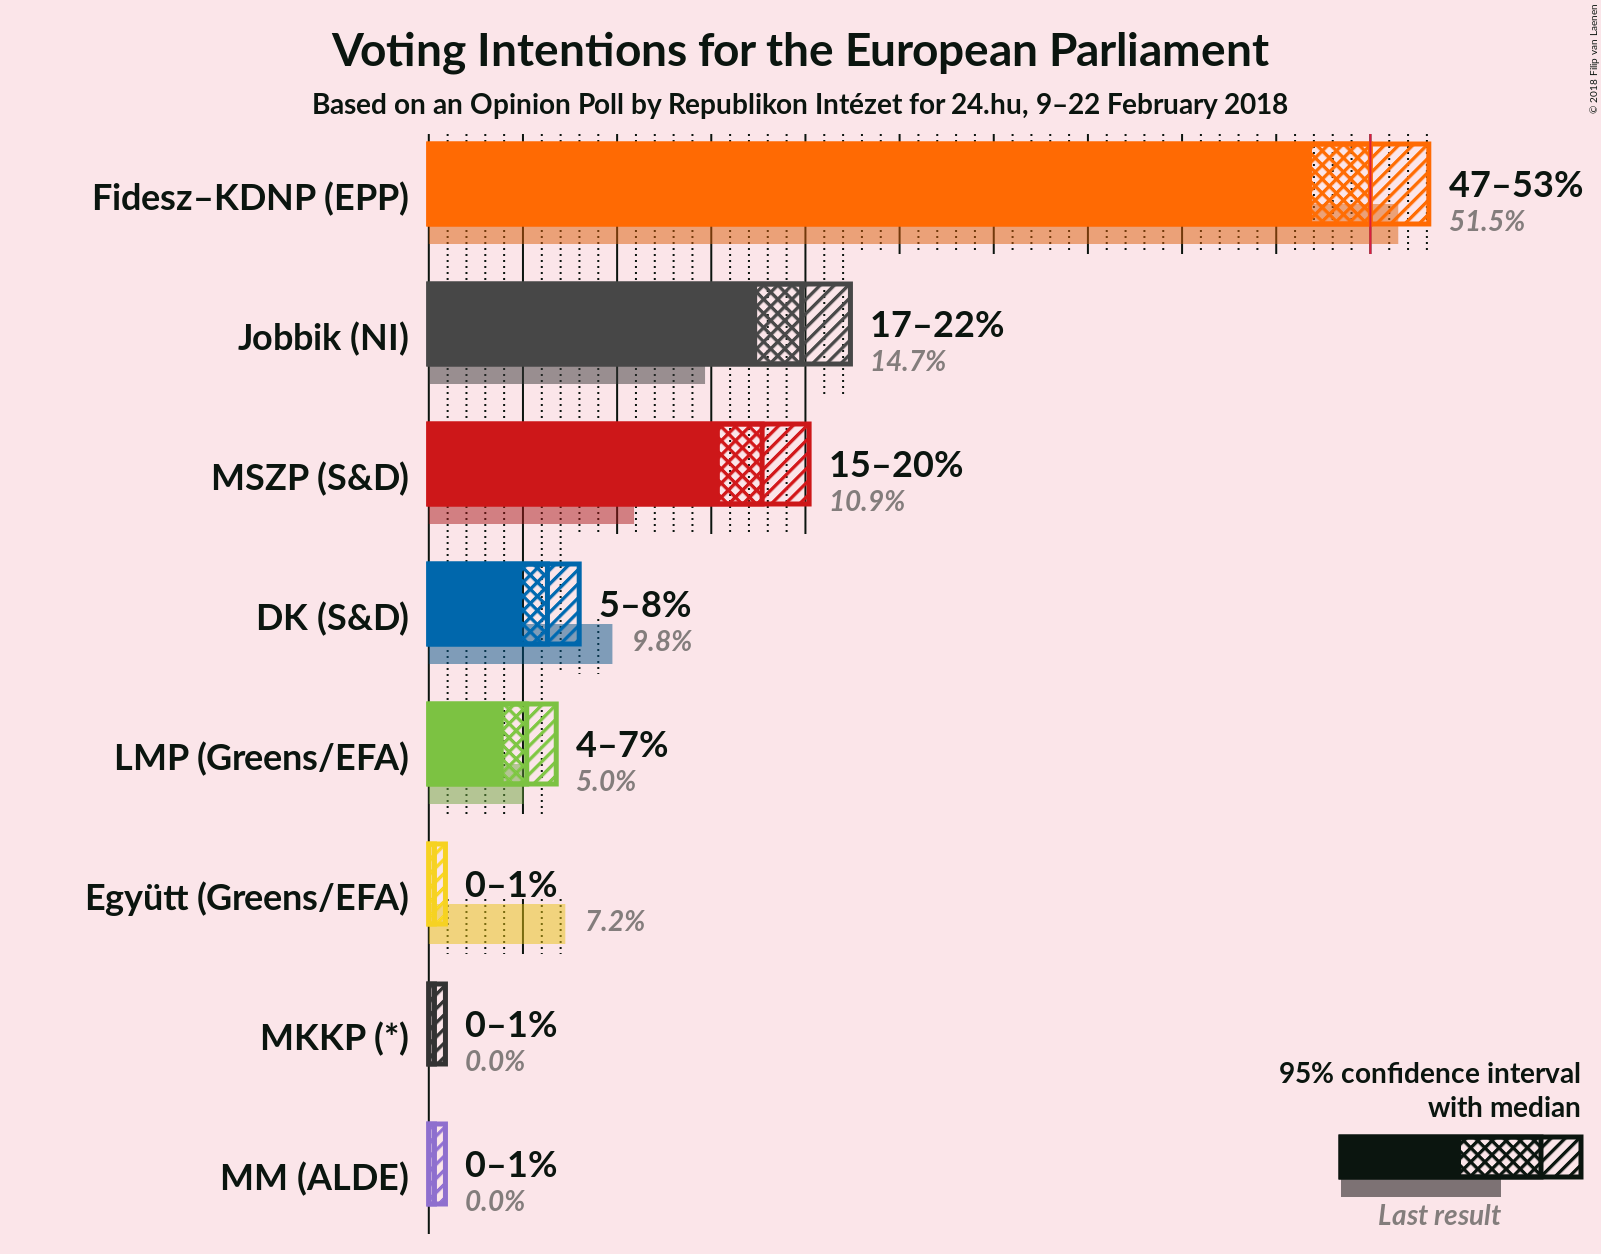 Voting Intentions for the European Parliament
Based on an Opinion Poll by Republikon Intézet for 24.hu, 9–22 February 2018
© 2018 Filip van Laenen
Fidesz–KDNP (EPP)
47–53%
51.5%
Jobbik (NI)
17–22%
14.7%
MSZP (S&D)
15–20%
10.9%
DK (S&D)
5–8%
9.8%
LMP (Greens/EFA)
4–7%
5.0%
Együtt (Greens/EFA)
0–1%
7.2%
MKKP (*)
0–1%
0.0%
MM (ALDE)
0–1%
0.0%
95% confidence interval
with median
Last result